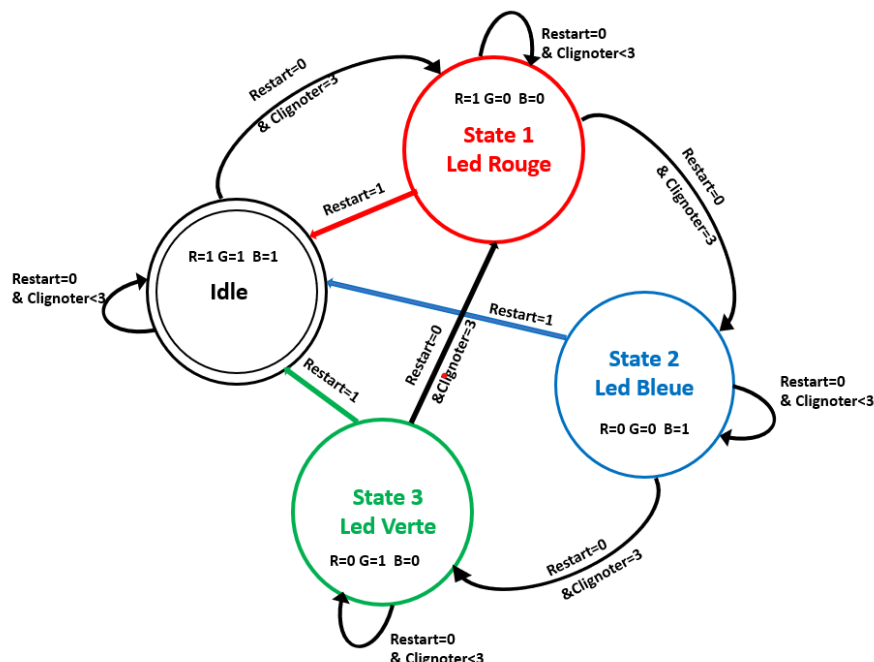 Restart=0
& Clignoter<3
Restart=0
& Clignoter=3
R=1 G=0 B=0
State 1
Led Rouge
Restart=0
& Clignoter=3
Restart=1
R=1 G=1 B=1
Idle
Restart=0
& Clignoter<3
Restart=1
State 2
Led Bleue
R=0 G=0 B=1
Restart=0
& Clignoter<3
Restart=0
&Clignoter=3
Restart=1
State 3
Led Verte
R=0 G=1 B=0
Restart=0
&Clignoter=3
Restart=0
& Clignoter<3